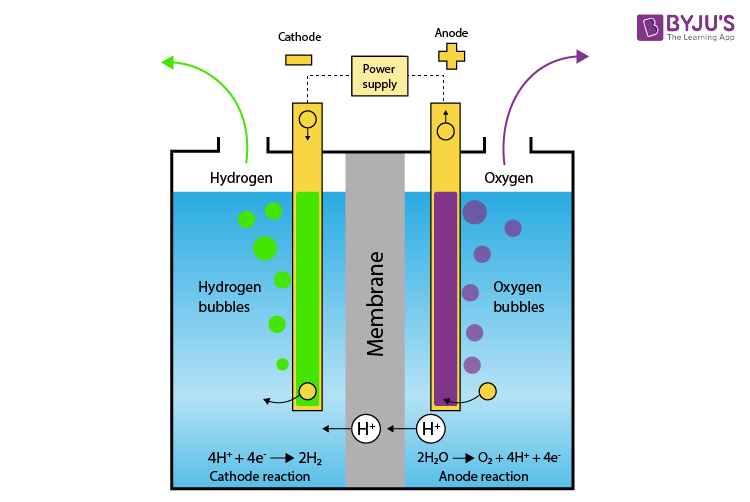 BYJU'S
The Learning App
Cathode
Anode
Power
supply
Hydrogen
Oxygen
Hydrogen
bubbles
Membrane
Oxygen
bubbles
H⁺
H⁺
4H⁺ + 4e⁻ → 2H₂
Cathode reaction
2H₂O → O₂ + 4H⁺ + 4e⁻
Anode reaction